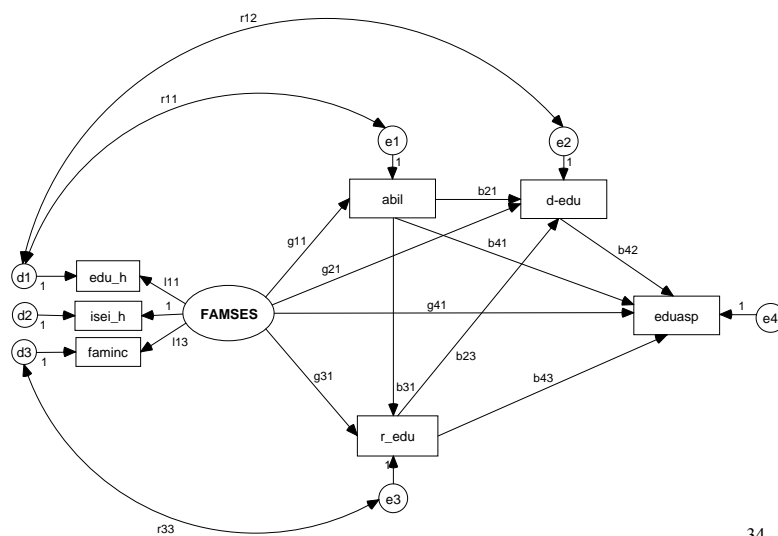 r12
r11
e1
e2
1
1
abil
b21
d-edu
g11
b41
b42
g21
d1
1
edu_h
l11
d2
1
isei_h
1
FAMSES
g41
eduasp
1
e4
d3
1
faminc
l13
g31
b31
b23
b43
r_edu
1
e3
r33
34